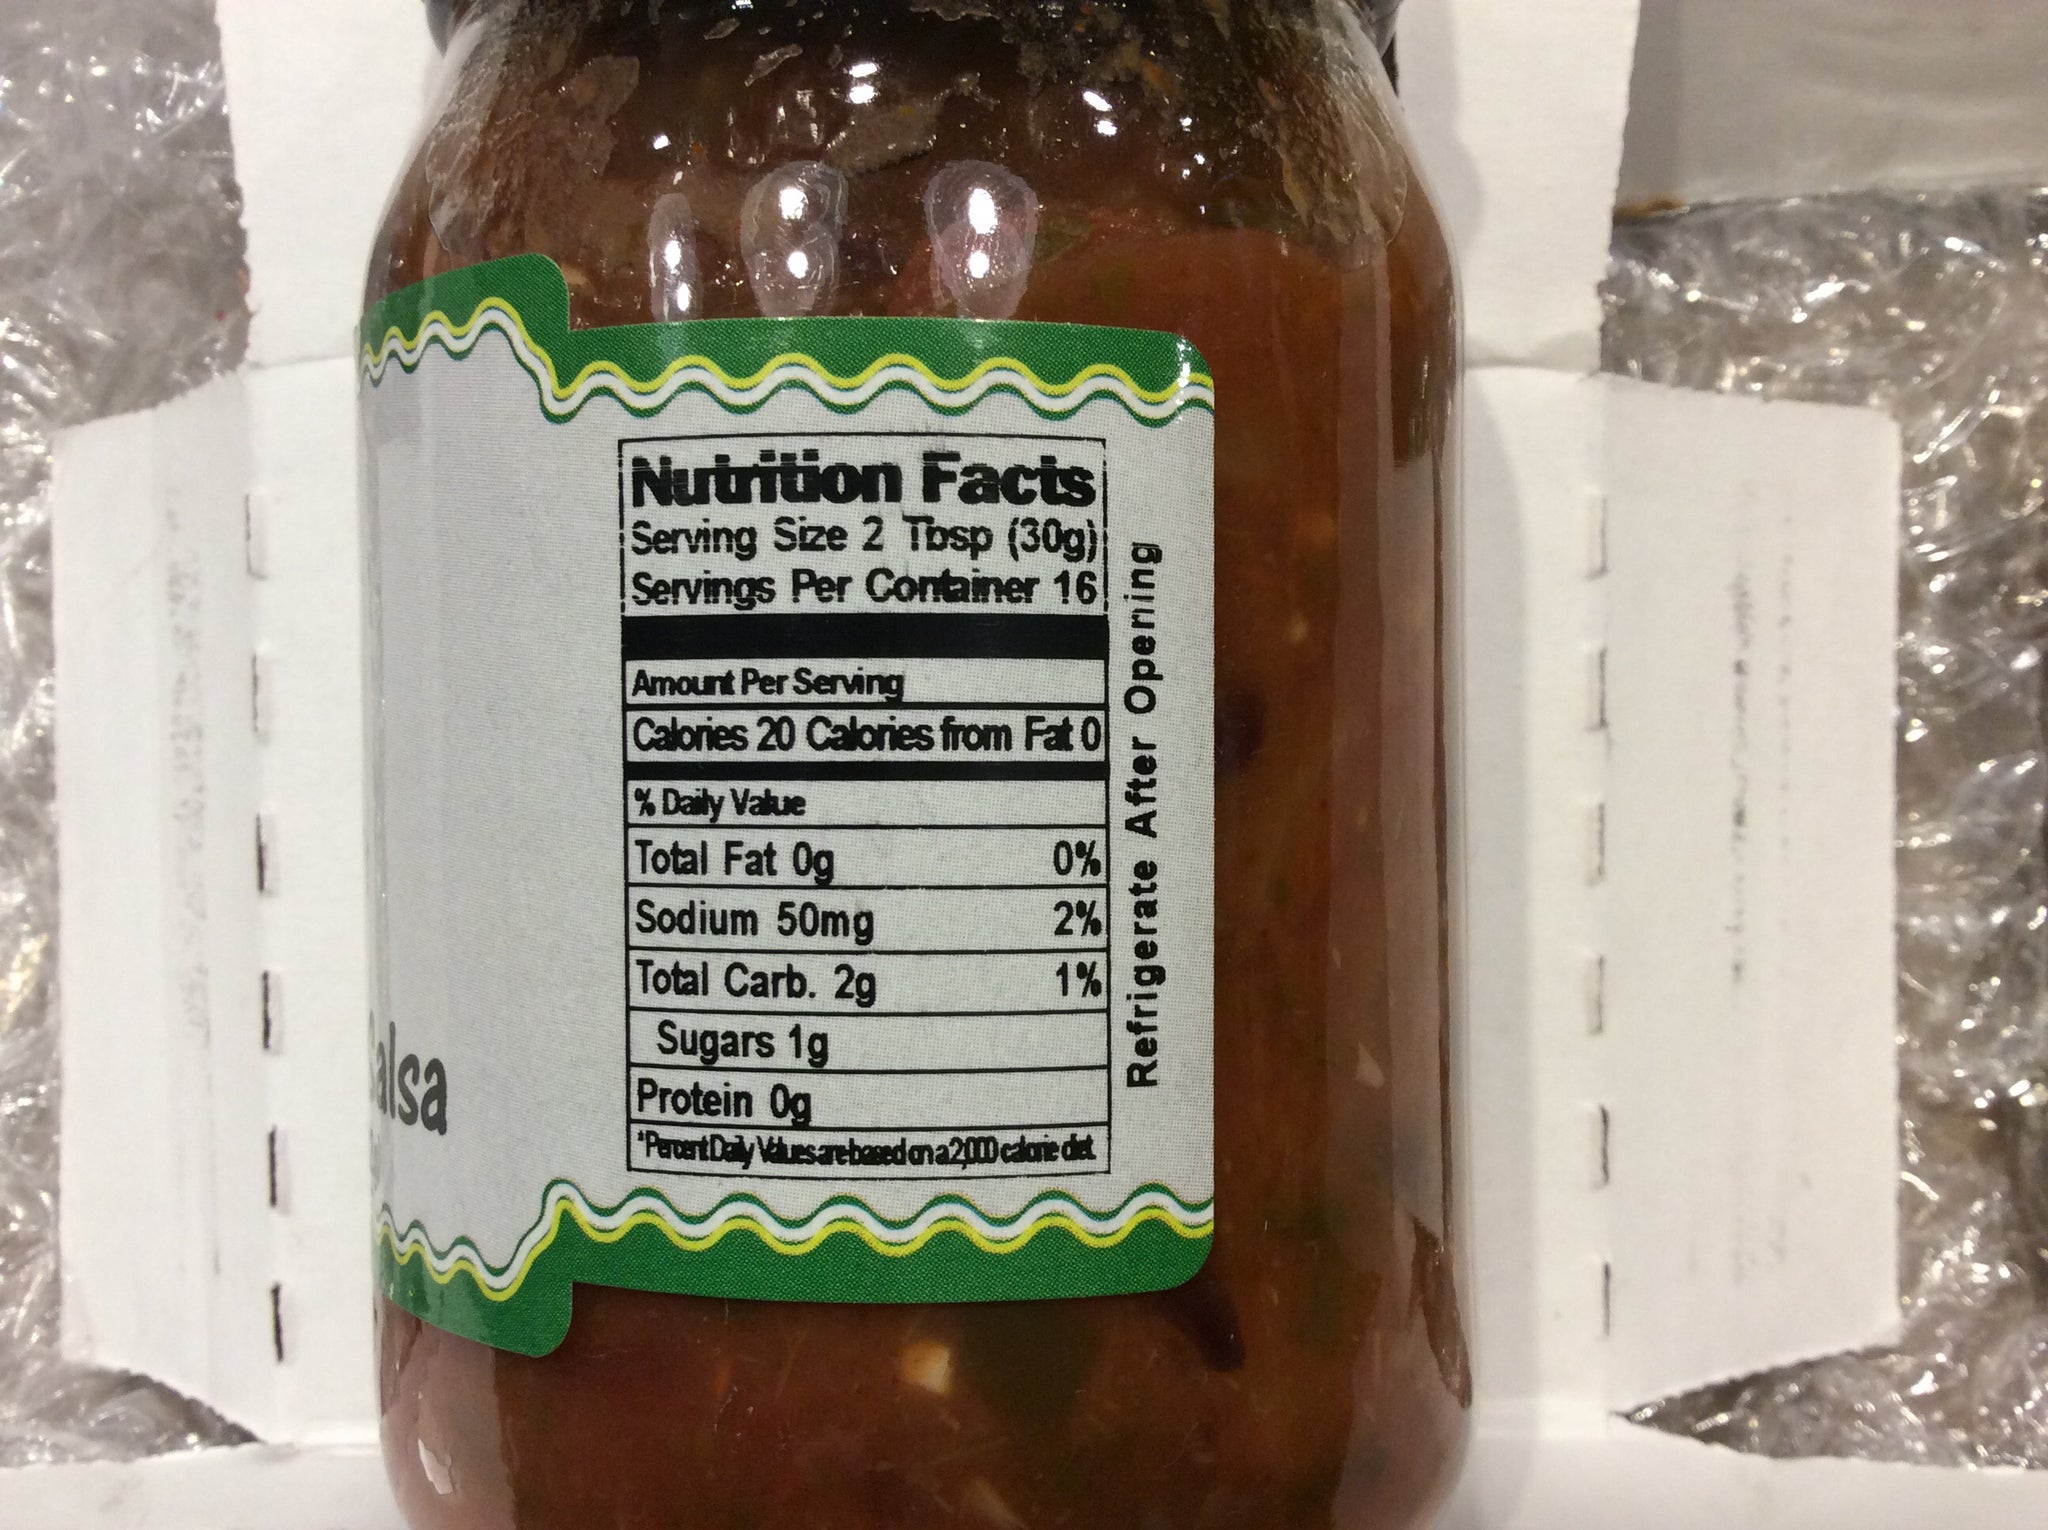 Salsa
Nutrition Facts
Serving Size 2 Tbsp (30g)
Servings Per Container 16
Amount Per Serving
Calories 20 Calories from Fat 0
% Daily Value
Total Fat 0g 0%
Sodium 50mg 2%
Total Carb. 2g 1%
Sugars 1g
Protein 0g
*Percent Daily Values are based on a 2,000 calorie diet.
Refrigerate After Opening